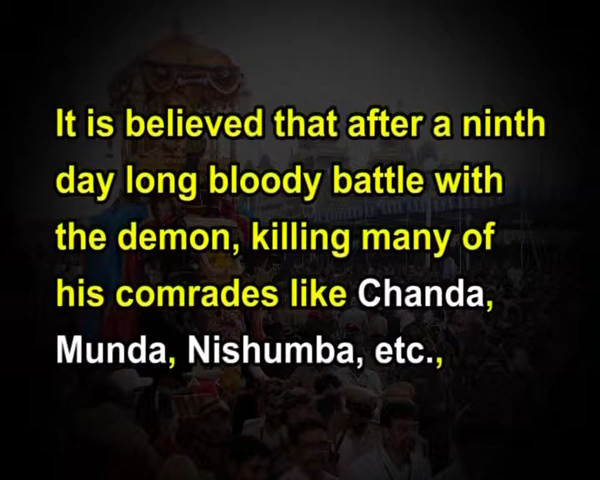 It is believed that after a ninth
day long bloody battle with
the demon, killing many of
his comrades like Chanda,
Munda, Nishumba, etc.,